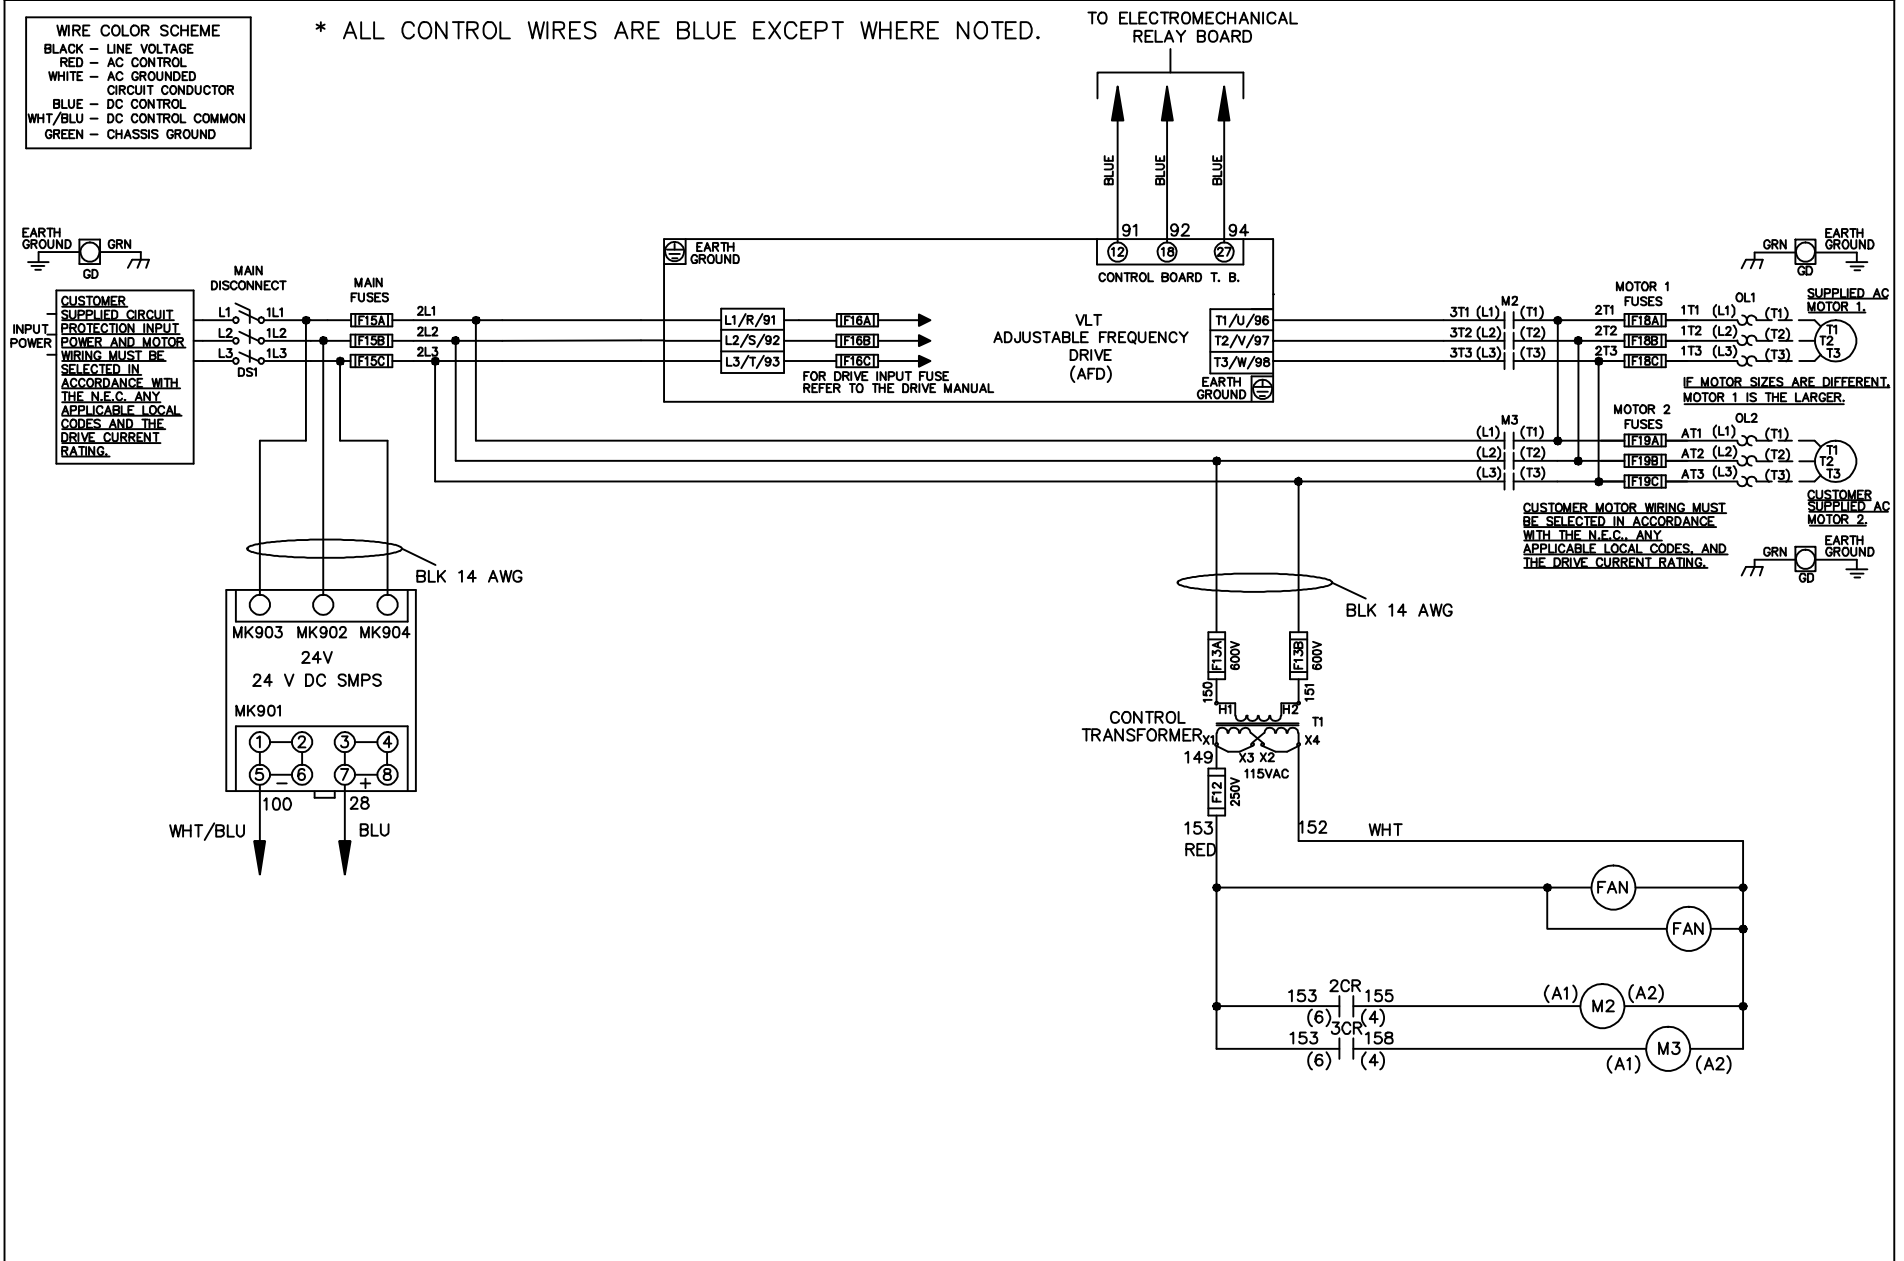 WIRE COLOR SCHEME
BLACK – LINE VOLTAGE
RED – AC CONTROL
WHITE – AC GROUNDED
CIRCUIT CONDUCTOR
BLUE – DC CONTROL
WHT/BLU – DC CONTROL COMMON
GREEN – CHASSIS GROUND
* ALL CONTROL WIRES ARE BLUE EXCEPT WHERE NOTED.
TO ELECTROMECHANICAL
RELAY BOARD
BLUE
BLUE
BLUE
91 92 94
12 18 27
CONTROL BOARD T. B.
EARTH
GROUND
GRN
GD
INPUT
POWER
CUSTOMER
SUPPLIED CIRCUIT
PROTECTION INPUT
POWER AND MOTOR
WIRING MUST BE
SELECTED IN
ACCORDANCE WITH
THE N.E.C. ANY
APPLICABLE LOCAL
CODES AND THE
DRIVE CURRENT
RATING.
MAIN
DISCONNECT
L1 1L1
L2 1L2
L3 1L3
DS1
MAIN
FUSES
F15A 2L1
F15B 2L2
F15C 2L3
EARTH
GROUND
L1/R/91 F16A
L2/S/92 F16B
L3/T/93 F16C
FOR DRIVE INPUT FUSE
REFER TO THE DRIVE MANUAL
VLT
ADJUSTABLE FREQUENCY
DRIVE
(AFD)
T1/U/96
T2/V/97
T3/W/98
EARTH
GROUND
M2
3T1 (L1) (T1)
3T2 (L2) (T2)
3T3 (L3) (T3)
MOTOR 1
FUSES
2T1 F18A 1T1 (L1) (T1)
2T2 F18B 1T2 (L2) (T2)
2T3 F18C 1T3 (L3) (T3)
OL1
GRN
GD
EARTH
GROUND
SUPPLIED AC
MOTOR 1.
T1
T2
T3
IF MOTOR SIZES ARE DIFFERENT,
MOTOR 1 IS THE LARGER.
M3
(L1) (T1)
(L2) (T2)
(L3) (T3)
MOTOR 2
FUSES
F19A AT1 (L1) (T1)
F19B AT2 (L2) (T2)
F19C AT3 (L3) (T3)
OL2
T1
T2
T3
CUSTOMER
SUPPLIED AC
MOTOR 2.
CUSTOMER MOTOR WIRING MUST
BE SELECTED IN ACCORDANCE
WITH THE N.E.C., ANY
APPLICABLE LOCAL CODES, AND
THE DRIVE CURRENT RATING.
GRN
GD
EARTH
GROUND
BLK 14 AWG
MK903 MK902 MK904
24V
24 V DC SMPS
MK901
1 2 3 4
5 – 6 7 + 8
100 28
WHT/BLU BLU
BLK 14 AWG
F13A 600V
F13B 600V
150 151
H1 H2
T1
CONTROL
TRANSFORMER
X1 X3 X2 X4
149
115VAC
F12 250V
153 152 WHT
RED
FAN
FAN
2CR
153 155 (A1) M2 (A2)
(6) (4)
3CR
153 158 M3
(6) (4) (A1) (A2)